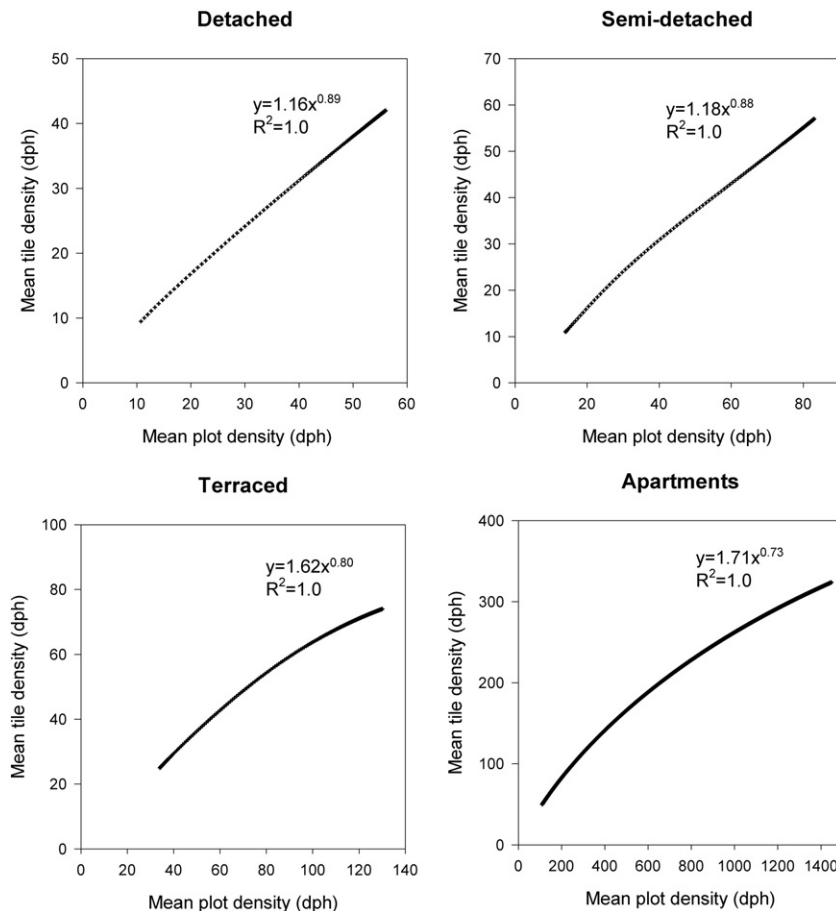 Detached
50
40
30
20
10
0
Mean tile density (dph)
y=1.16x^0.89
R²=1.0
0 10 20 30 40 50 60
Mean plot density (dph)
Semi-detached
70
60
50
40
30
20
10
0
Mean tile density (dph)
y=1.18x^0.88
R²=1.0
0 20 40 60 80
Mean plot density (dph)
Terraced
100
80
60
40
20
0
Mean tile density (dph)
y=1.62x^0.80
R²=1.0
0 20 40 60 80 100 120 140
Mean plot density (dph)
Apartments
400
300
200
100
0
Mean tile density (dph)
y=1.71x^0.73
R²=1.0
0 200 400 600 800 1000 1200 1400
Mean plot density (dph)